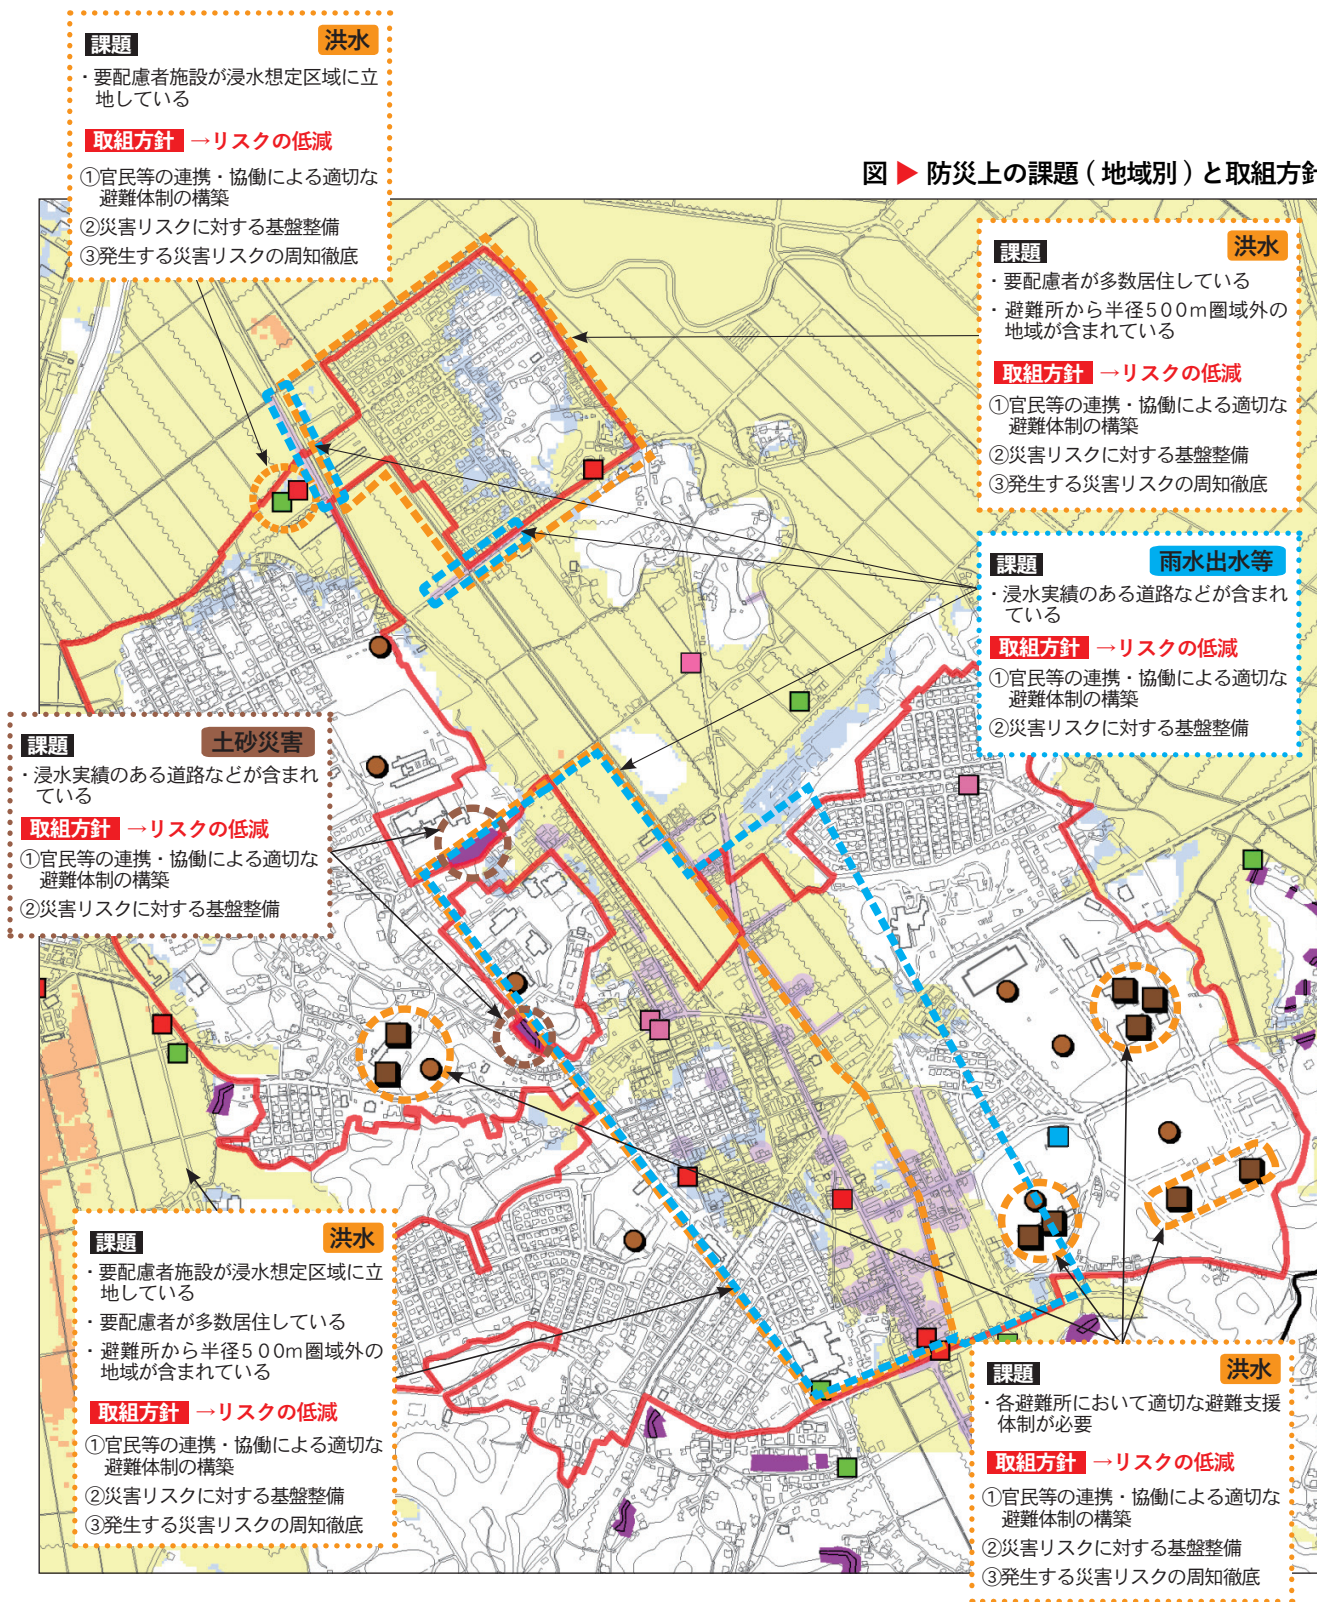 課題 洪水
・要配慮者施設が浸水想定区域に立
地している
取組方針 →リスクの低減
①官民等の連携・協働による適切な
避難体制の構築
②災害リスクに対する基盤整備
③発生する災害リスクの周知徹底
図 ▶ 防災上の課題 ( 地域別 ) と取組方針
課題 洪水
・要配慮者が多数居住している
・避難所から半径500m圏域外の
地域が含まれている
取組方針 →リスクの低減
①官民等の連携・協働による適切な
避難体制の構築
②災害リスクに対する基盤整備
③発生する災害リスクの周知徹底
課題 雨水出水等
・浸水実績のある道路などが含まれ
ている
取組方針 →リスクの低減
①官民等の連携・協働による適切な
避難体制の構築
②災害リスクに対する基盤整備
課題 土砂災害
・浸水実績のある道路などが含まれ
ている
取組方針 →リスクの低減
①官民等の連携・協働による適切な
避難体制の構築
②災害リスクに対する基盤整備
課題 洪水
・要配慮者施設が浸水想定区域に立
地している
・要配慮者が多数居住している
・避難所から半径500m圏域外の
地域が含まれている
取組方針 →リスクの低減
①官民等の連携・協働による適切な
避難体制の構築
②災害リスクに対する基盤整備
③発生する災害リスクの周知徹底
課題 洪水
・各避難所において適切な避難支援
体制が必要
取組方針 →リスクの低減
①官民等の連携・協働による適切な
避難体制の構築
②災害リスクに対する基盤整備
③発生する災害リスクの周知徹底